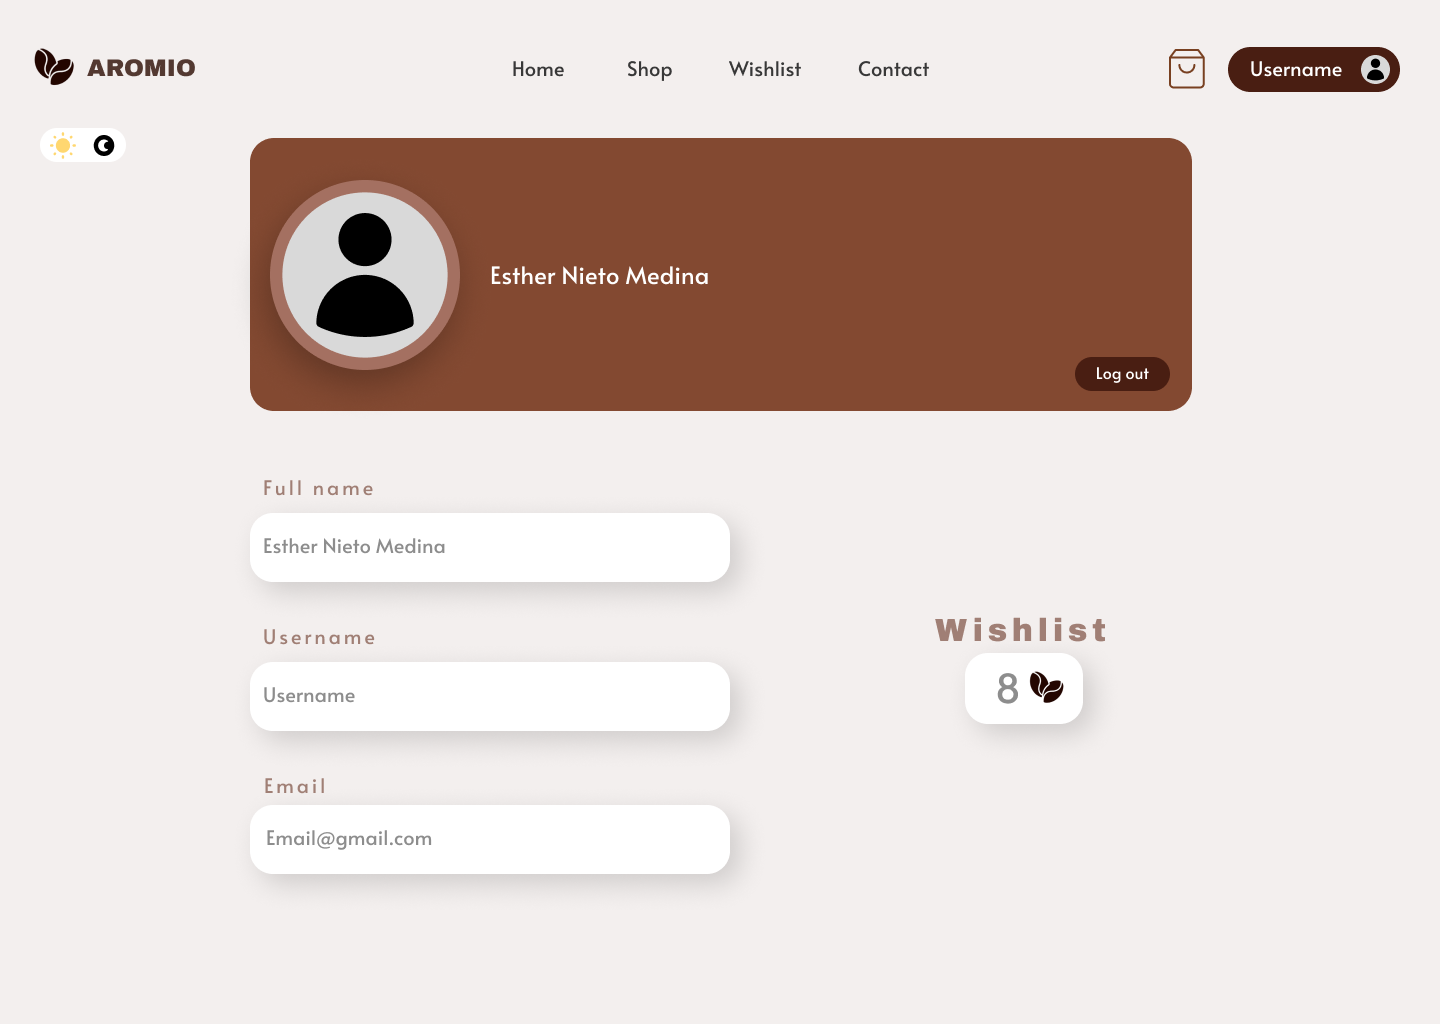 AROMIO
Home
Shop
Wishlist
Contact
Username
Esther Nieto Medina
Log out
Full name
Esther Nieto Medina
Username
Username
Email
Email@gmail.com
Wishlist
8